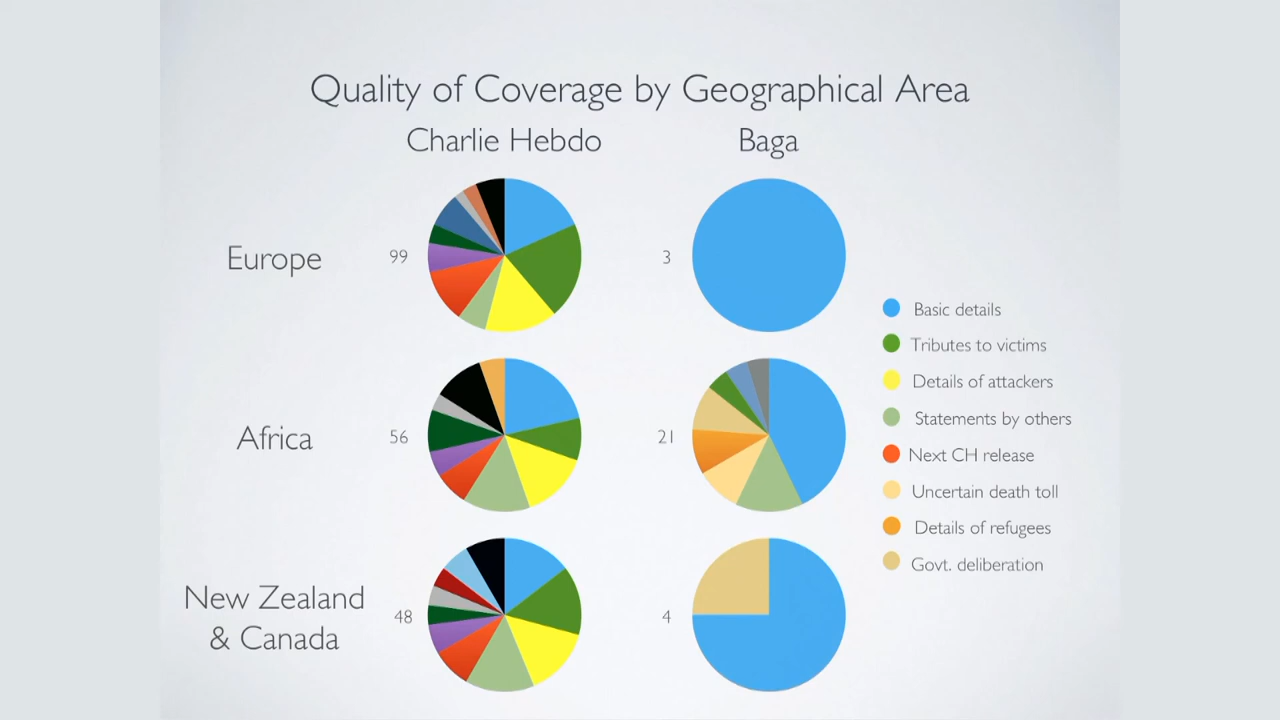 Quality of Coverage by Geographical Area
Charlie Hebdo
Baga
Europe
99
3
Africa
56
21
New Zealand
& Canada
48
4
Basic details
Tributes to victims
Details of attackers
Statements by others
Next CH release
Uncertain death toll
Details of refugees
Govt. deliberation